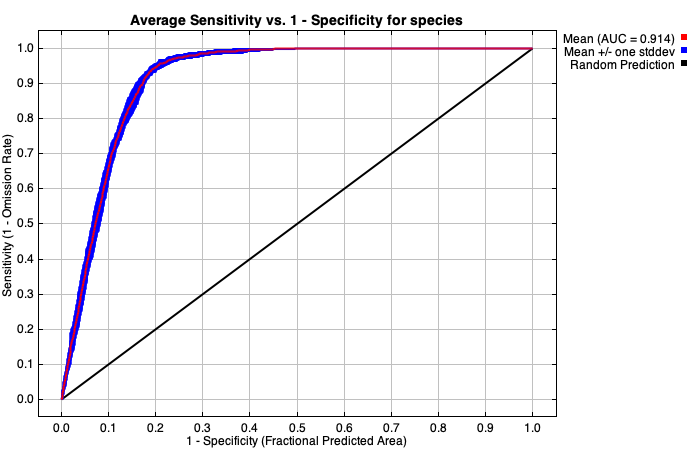 Average Sensitivity vs. 1 - Specificity for species
Mean (AUC = 0.914)
Mean +/- one stddev
Random Prediction
Sensitivity (1 - Omission Rate)
1.0
0.9
0.8
0.7
0.6
0.5
0.4
0.3
0.2
0.1
0.0
0.0 0.1 0.2 0.3 0.4 0.5 0.6 0.7 0.8 0.9 1.0
1 - Specificity (Fractional Predicted Area)